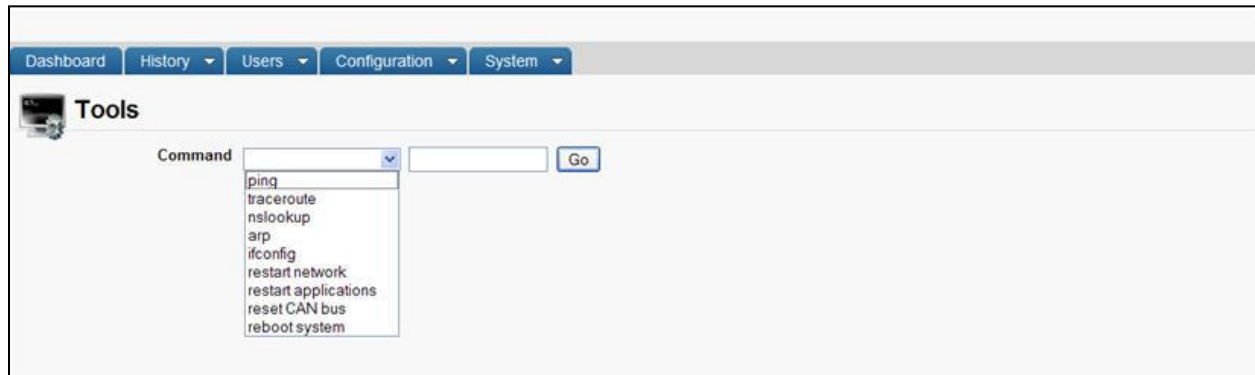 Dashboard History Users Configuration System
Tools
Command Go
ping
traceroute
nslookup
arp
ifconfig
restart network
restart applications
reset CAN bus
reboot system